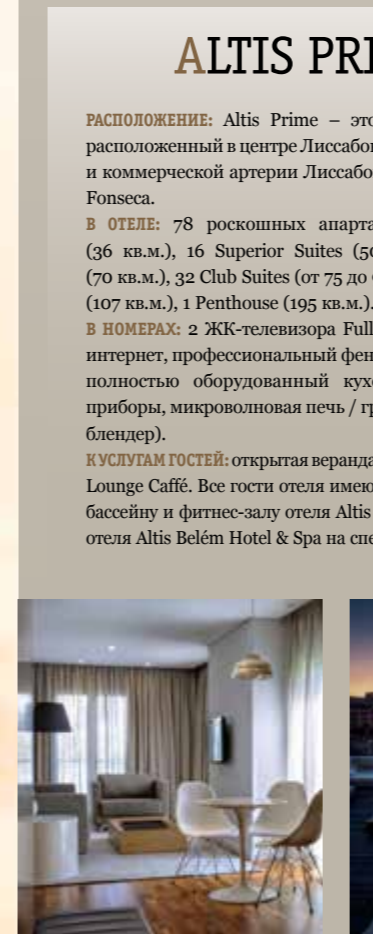 ALTIS PRI
РАСПОЛОЖЕНИЕ: Altis Prime – это
расположенный в центре Лиссабон
и коммерческой артерии Лиссабо
Fonseca.
В ОТЕЛЕ: 78 роскошных апарта
(36 кв.м.), 16 Superior Suites (50
(70 кв.м.), 32 Club Suites (от 75 до
(107 кв.м.), 1 Penthouse (195 кв.м.).
В НОМЕРАХ: 2 ЖК-телевизора Full
интернет, профессиональный фен
полностью оборудованный кух
приборы, микроволновая печь / гр
блендер).
К УСЛУГАМ ГОСТЕЙ: открытая веранда
Lounge Caffé. Все гости отеля имею
бассейну и фитнес-залу отеля Altis
отеля Altis Belém Hotel & Spa на спе